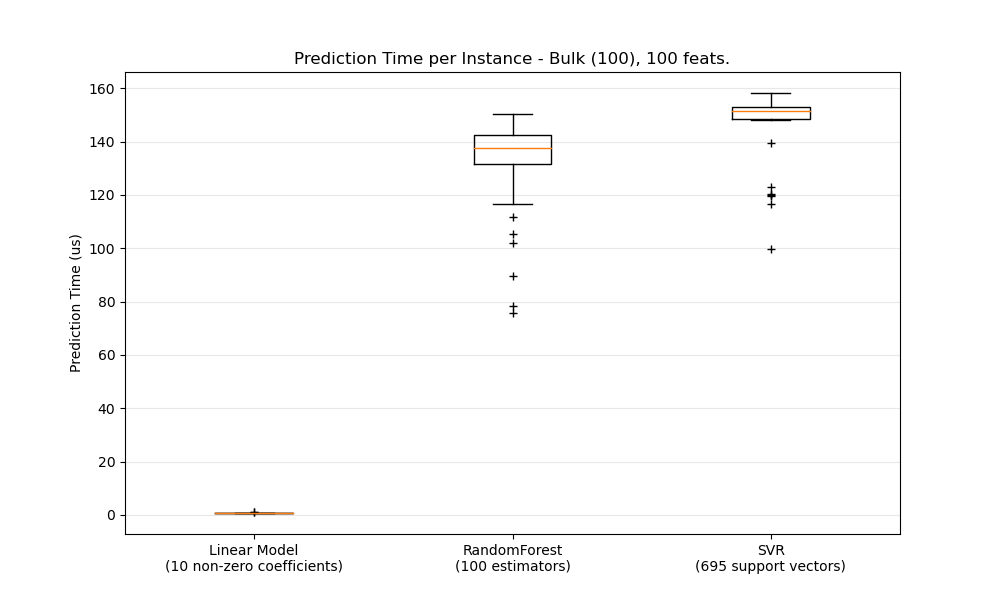 Prediction Time per Instance - Bulk (100), 100 feats.
Prediction Time (us)
160
140
120
100
80
60
40
20
0
Linear Model
(10 non-zero coefficients)
RandomForest
(100 estimators)
SVR
(695 support vectors)